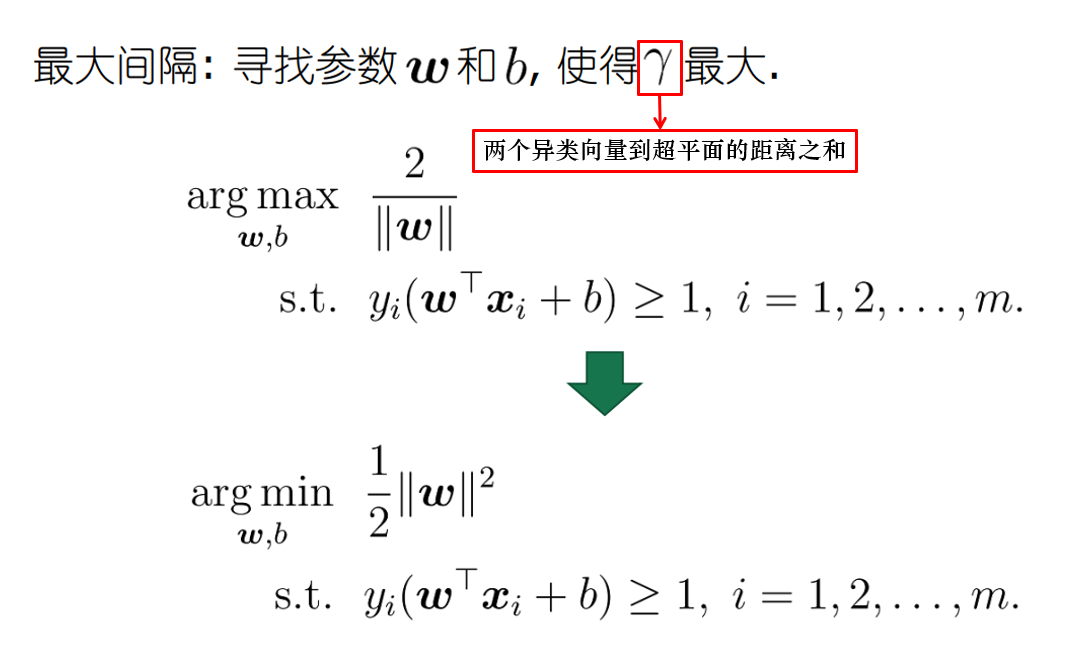 最大间隔: 寻找参数 w 和 b, 使得 γ 最大.
两个异类向量到超平面的距离之和
arg max_{w,b} 2/‖w‖
s.t. y_i(w^⊤ x_i + b) ≥ 1, i = 1, 2, . . . , m.
arg min_{w,b} 1/2 ‖w‖^2
s.t. y_i(w^⊤ x_i + b) ≥ 1, i = 1, 2, . . . , m.